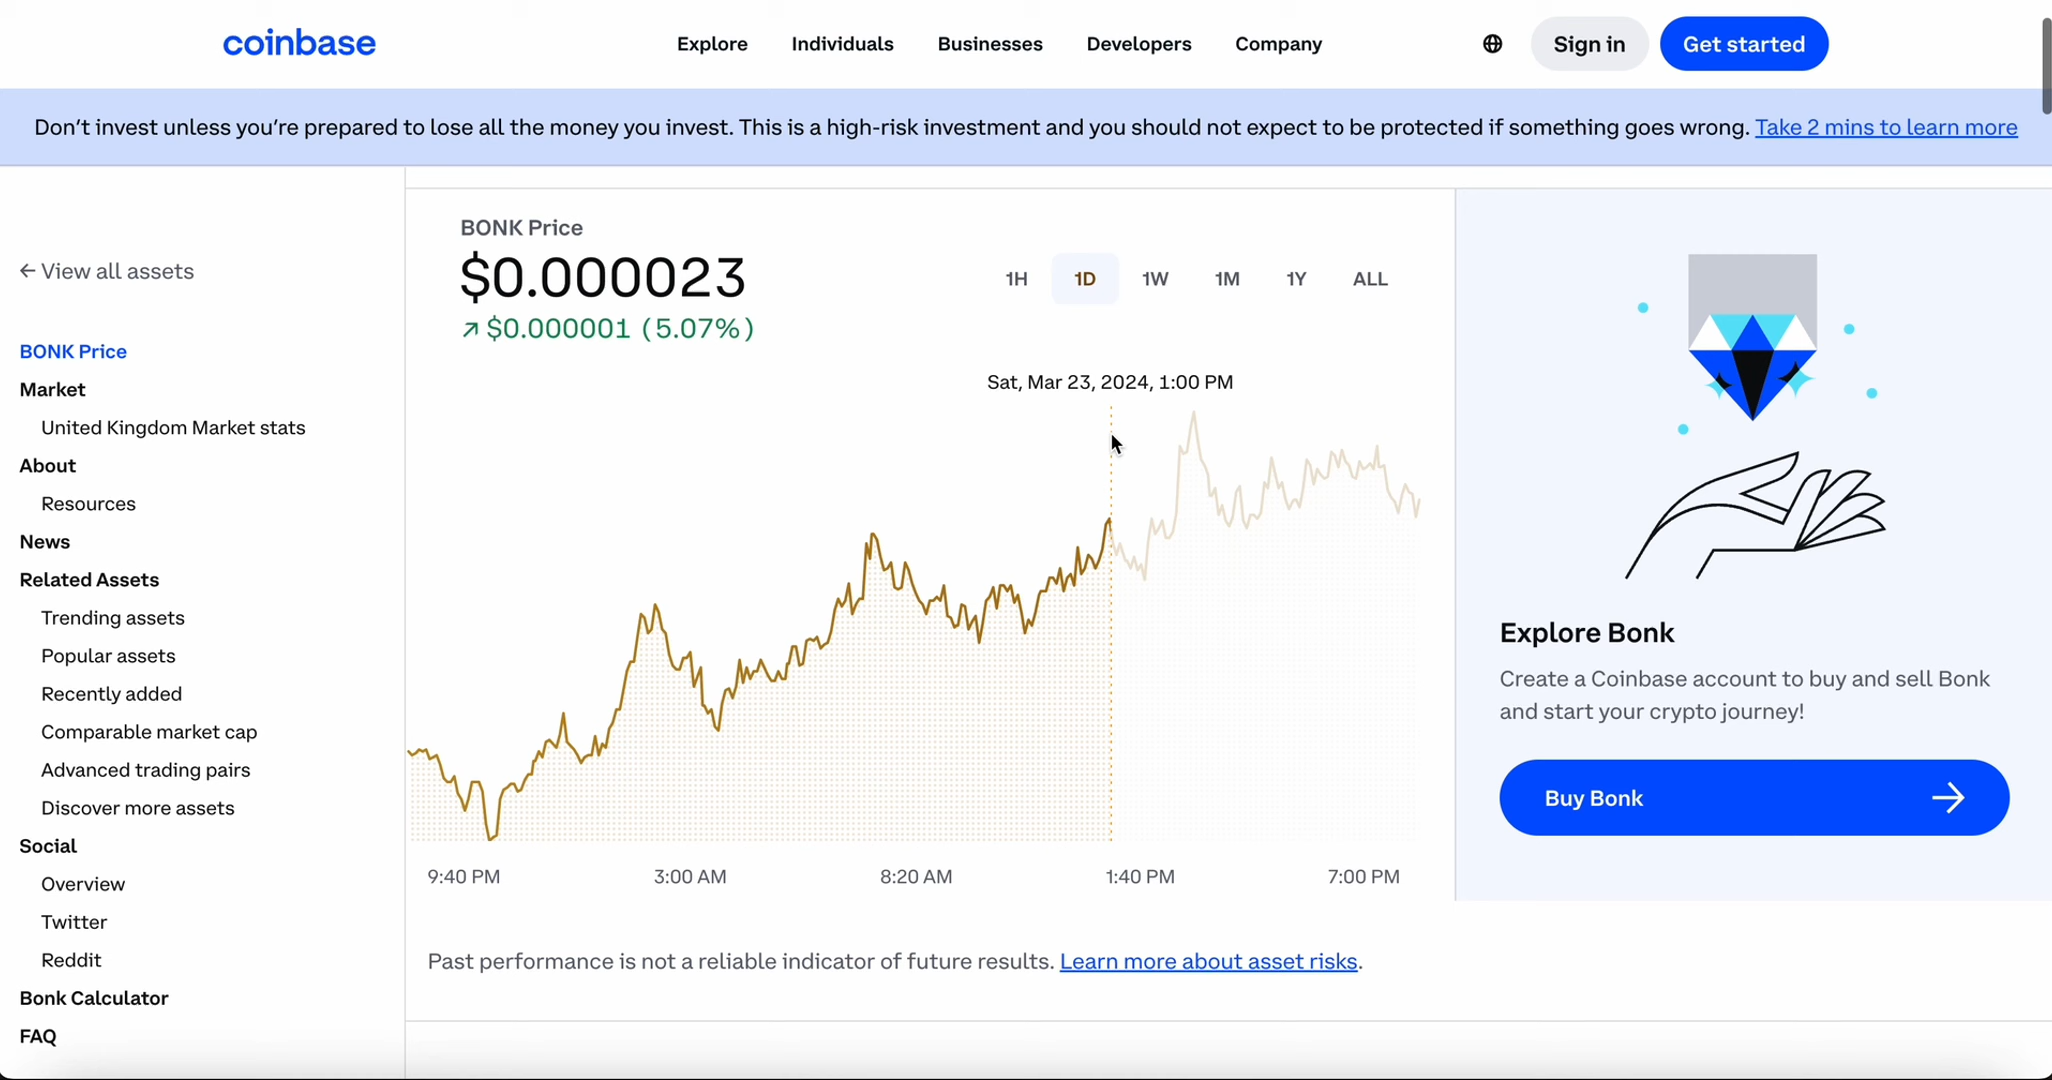 coinbase
Explore
Individuals
Businesses
Developers
Company
Sign in
Get started
Don't invest unless you're prepared to lose all the money you invest. This is a high-risk investment and you should not expect to be protected if something goes wrong. Take 2 mins to learn more
← View all assets
BONK Price
Market
United Kingdom Market stats
About
Resources
News
Related Assets
Trending assets
Popular assets
Recently added
Comparable market cap
Advanced trading pairs
Discover more assets
Social
Overview
Twitter
Reddit
Bonk Calculator
FAQ
BONK Price
$0.000023
↗ $0.000001 (5.07%)
1H
1D
1W
1M
1Y
ALL
Sat, Mar 23, 2024, 1:00 PM
9:40 PM
3:00 AM
8:20 AM
1:40 PM
7:00 PM
Past performance is not a reliable indicator of future results. Learn more about asset risks.
Explore Bonk
Create a Coinbase account to buy and sell Bonk
and start your crypto journey!
Buy Bonk →